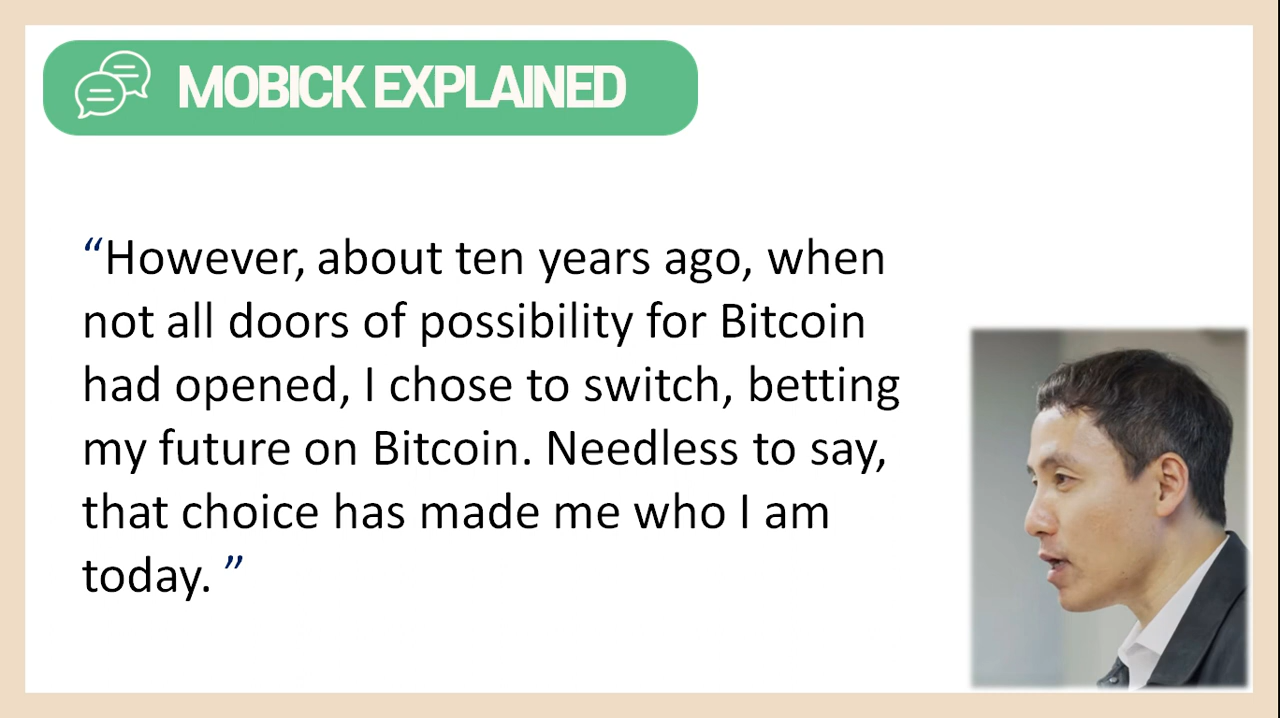 MOBICK EXPLAINED
“However, about ten years ago, when
not all doors of possibility for Bitcoin
had opened, I chose to switch, betting
my future on Bitcoin. Needless to say,
that choice has made me who I am
today. ”